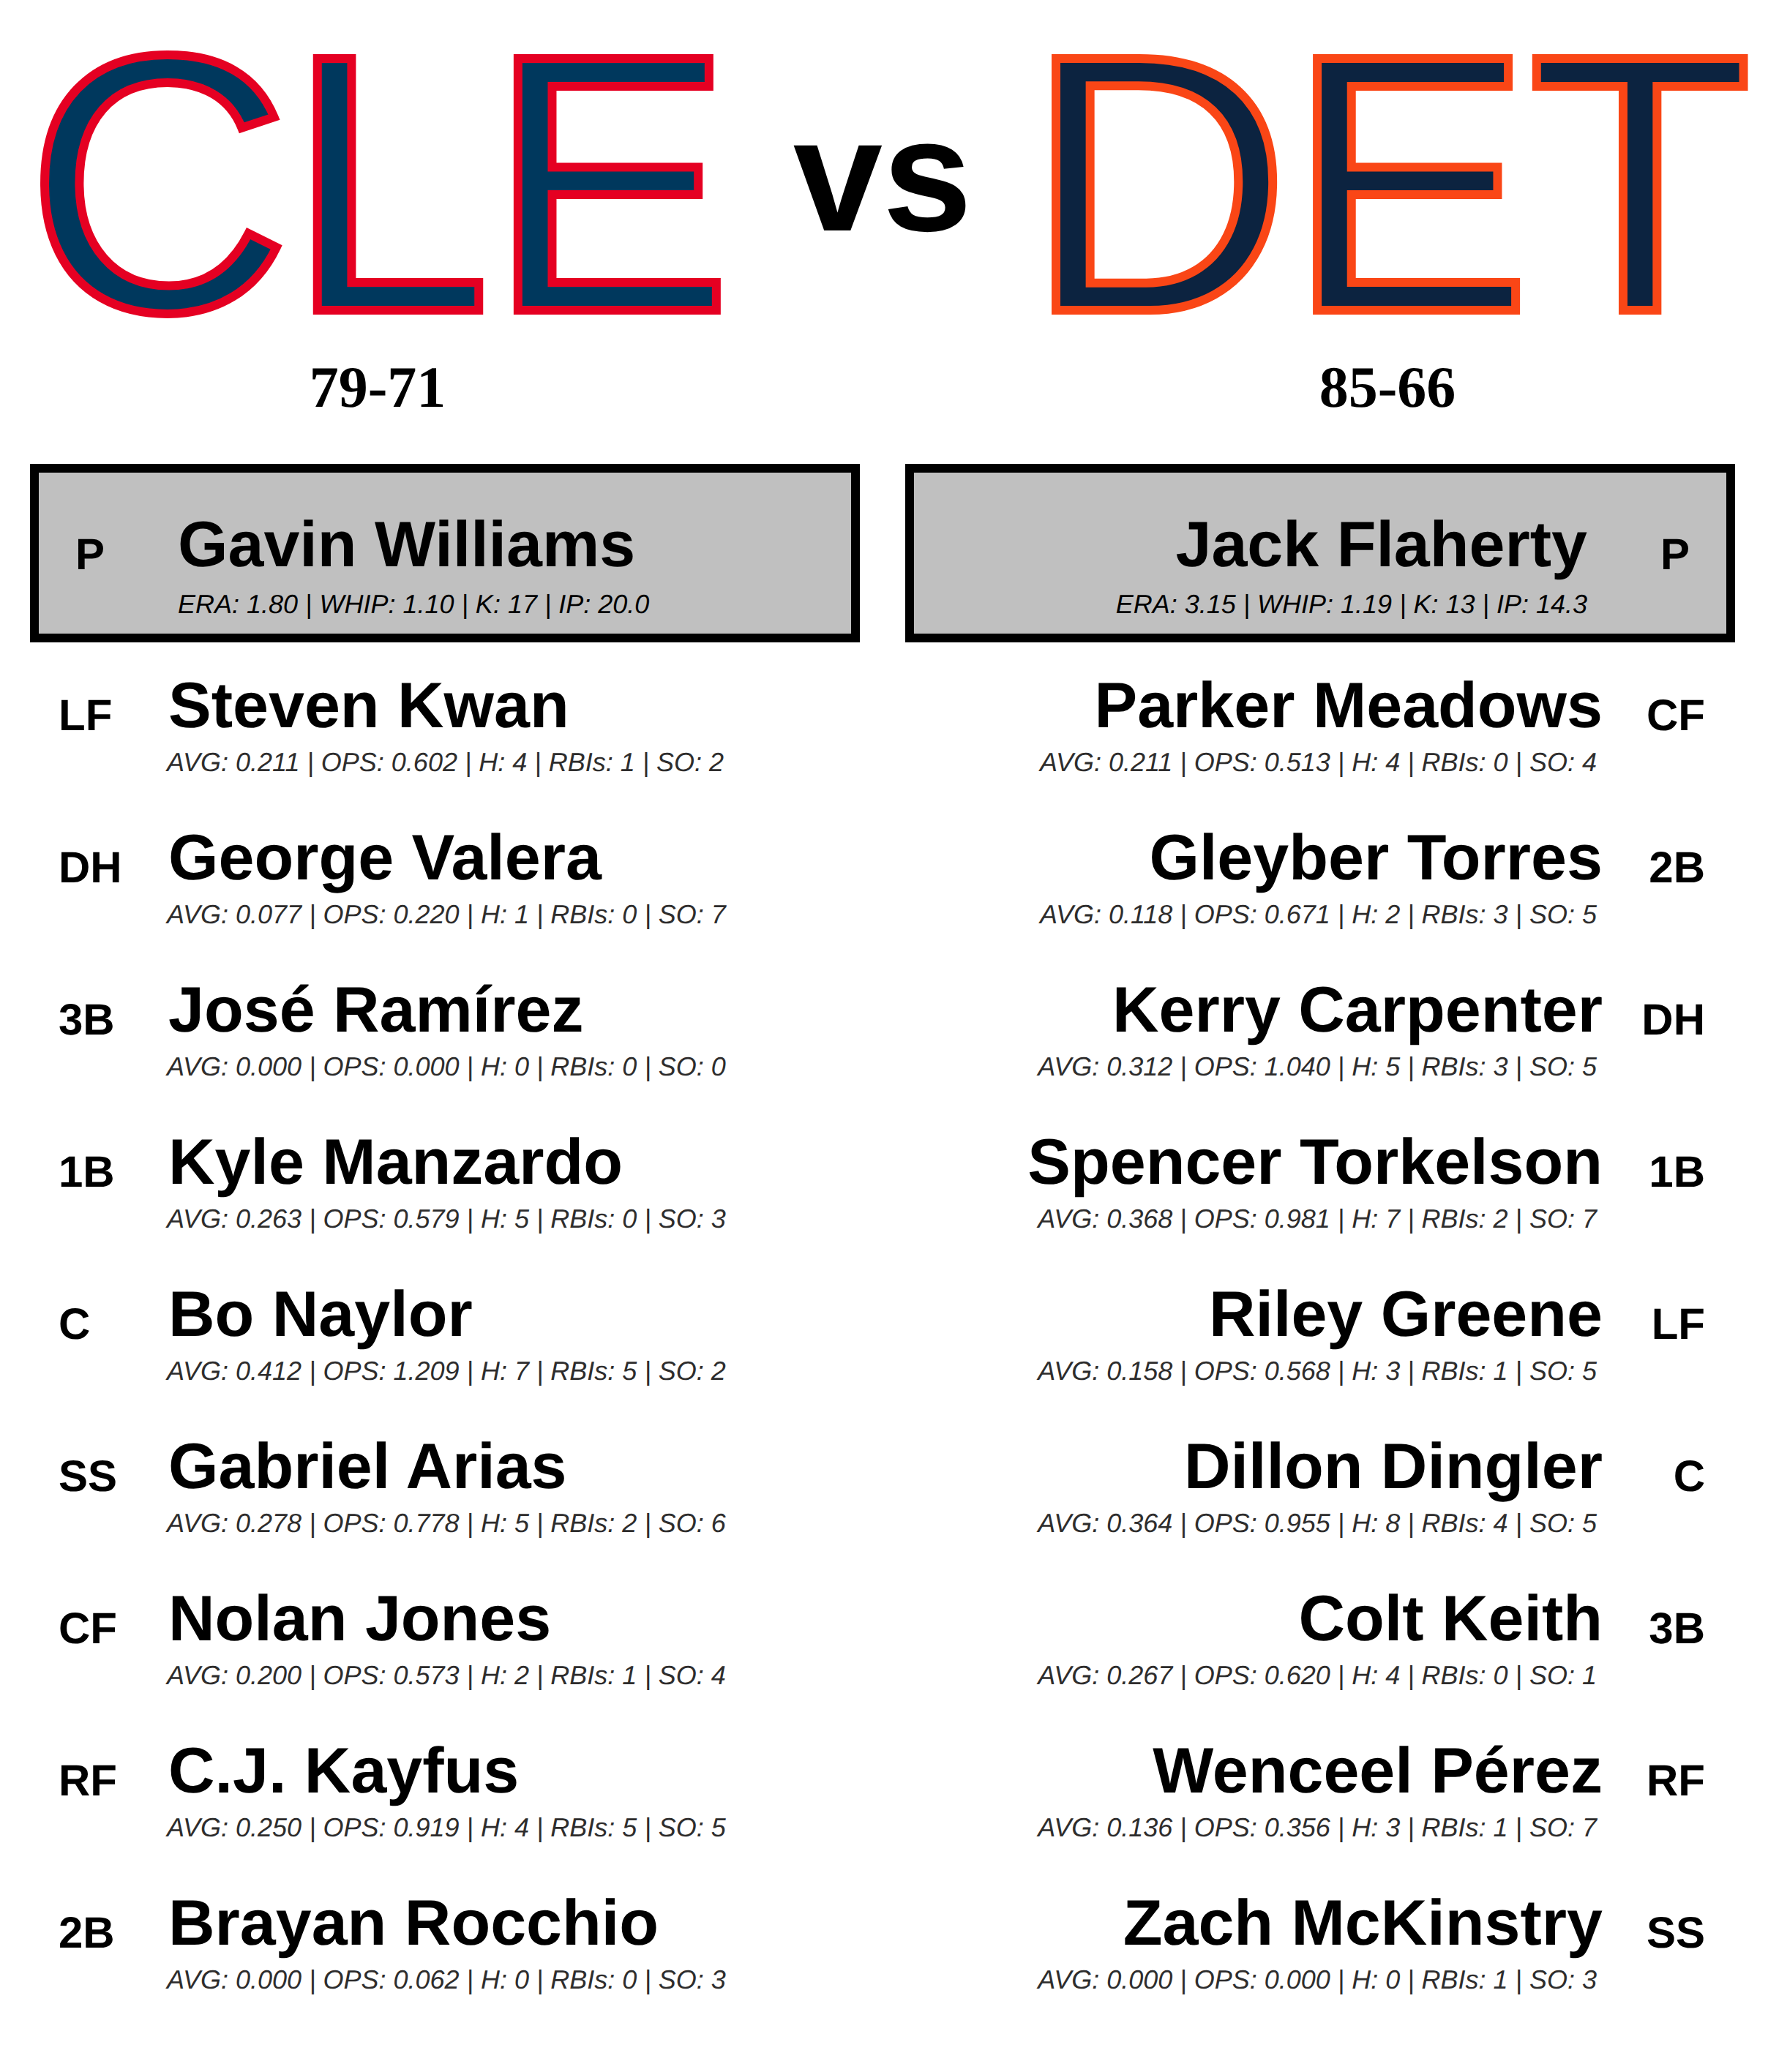 CLE vs DET
79-71
85-66
P Gavin Williams
ERA: 1.80 | WHIP: 1.10 | K: 17 | IP: 20.0
Jack Flaherty P
ERA: 3.15 | WHIP: 1.19 | K: 13 | IP: 14.3
LF Steven Kwan
AVG: 0.211 | OPS: 0.602 | H: 4 | RBIs: 1 | SO: 2
DH George Valera
AVG: 0.077 | OPS: 0.220 | H: 1 | RBIs: 0 | SO: 7
3B José Ramírez
AVG: 0.000 | OPS: 0.000 | H: 0 | RBIs: 0 | SO: 0
1B Kyle Manzardo
AVG: 0.263 | OPS: 0.579 | H: 5 | RBIs: 0 | SO: 3
C Bo Naylor
AVG: 0.412 | OPS: 1.209 | H: 7 | RBIs: 5 | SO: 2
SS Gabriel Arias
AVG: 0.278 | OPS: 0.778 | H: 5 | RBIs: 2 | SO: 6
CF Nolan Jones
AVG: 0.200 | OPS: 0.573 | H: 2 | RBIs: 1 | SO: 4
RF C.J. Kayfus
AVG: 0.250 | OPS: 0.919 | H: 4 | RBIs: 5 | SO: 5
2B Brayan Rocchio
AVG: 0.000 | OPS: 0.062 | H: 0 | RBIs: 0 | SO: 3
Parker Meadows CF
AVG: 0.211 | OPS: 0.513 | H: 4 | RBIs: 0 | SO: 4
Gleyber Torres 2B
AVG: 0.118 | OPS: 0.671 | H: 2 | RBIs: 3 | SO: 5
Kerry Carpenter DH
AVG: 0.312 | OPS: 1.040 | H: 5 | RBIs: 3 | SO: 5
Spencer Torkelson 1B
AVG: 0.368 | OPS: 0.981 | H: 7 | RBIs: 2 | SO: 7
Riley Greene LF
AVG: 0.158 | OPS: 0.568 | H: 3 | RBIs: 1 | SO: 5
Dillon Dingler C
AVG: 0.364 | OPS: 0.955 | H: 8 | RBIs: 4 | SO: 5
Colt Keith 3B
AVG: 0.267 | OPS: 0.620 | H: 4 | RBIs: 0 | SO: 1
Wenceel Pérez RF
AVG: 0.136 | OPS: 0.356 | H: 3 | RBIs: 1 | SO: 7
Zach McKinstry SS
AVG: 0.000 | OPS: 0.000 | H: 0 | RBIs: 1 | SO: 3